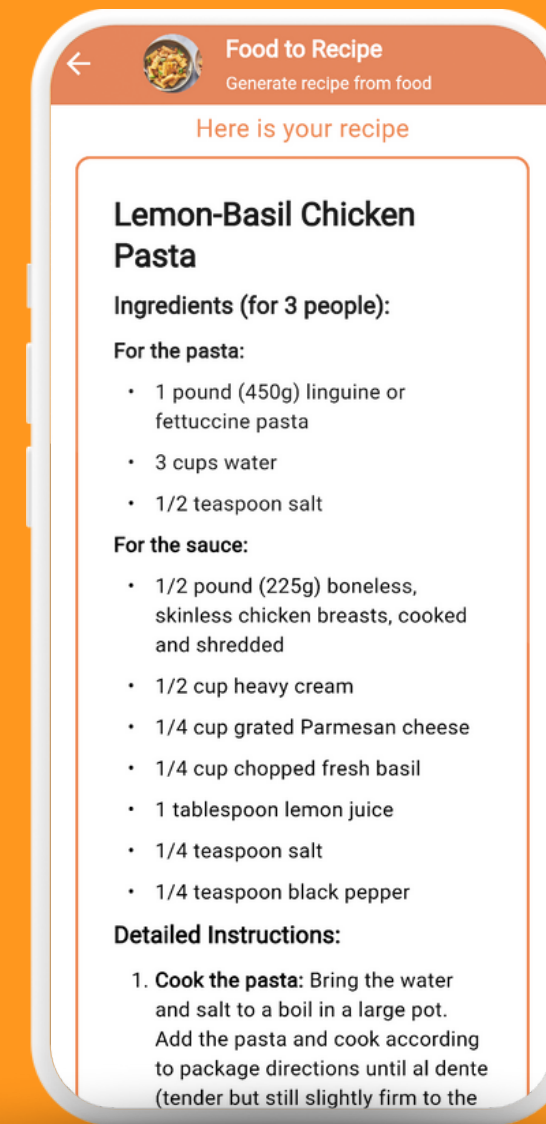 Food to Recipe
Generate recipe from food
Here is your recipe
Lemon-Basil Chicken
Pasta
Ingredients (for 3 people):
For the pasta:
• 1 pound (450g) linguine or
fettuccine pasta
• 3 cups water
• 1/2 teaspoon salt
For the sauce:
• 1/2 pound (225g) boneless,
skinless chicken breasts, cooked
and shredded
• 1/2 cup heavy cream
• 1/4 cup grated Parmesan cheese
• 1/4 cup chopped fresh basil
• 1 tablespoon lemon juice
• 1/4 teaspoon salt
• 1/4 teaspoon black pepper
Detailed Instructions:
1. Cook the pasta: Bring the water
and salt to a boil in a large pot.
Add the pasta and cook according
to package directions until al dente
(tender but still slightly firm to the